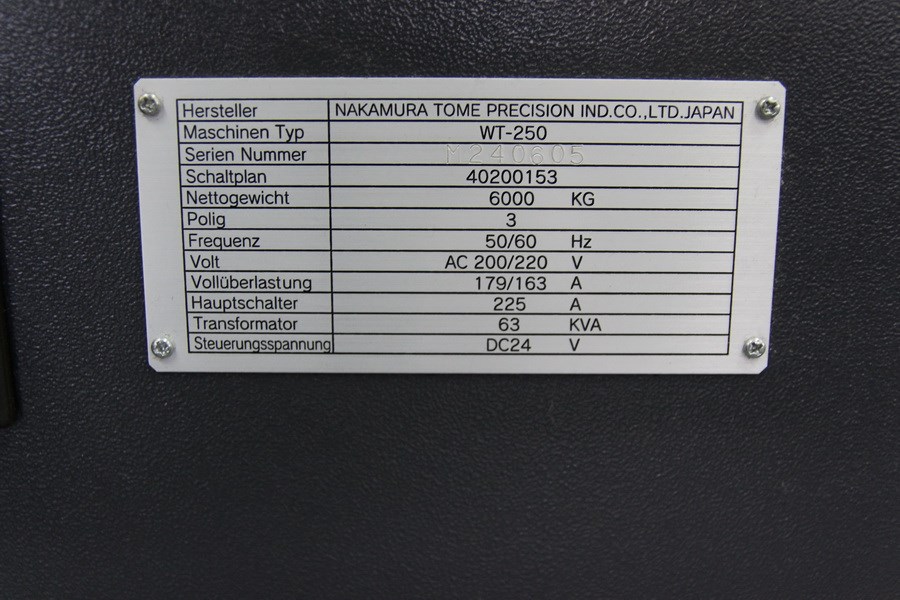 Hersteller NAKAMURA TOME PRECISION IND.CO.,LTD.JAPAN
Maschinen Typ WT-250
Serien Nummer M240605
Schaltplan 40200153
Nettogewicht 6000 KG
Polig 3
Frequenz 50/60 Hz
Volt AC 200/220 V
Vollüberlastung 179/163 A
Hauptschalter 225 A
Transformator 63 KVA
Steuerungsspannung DC24 V